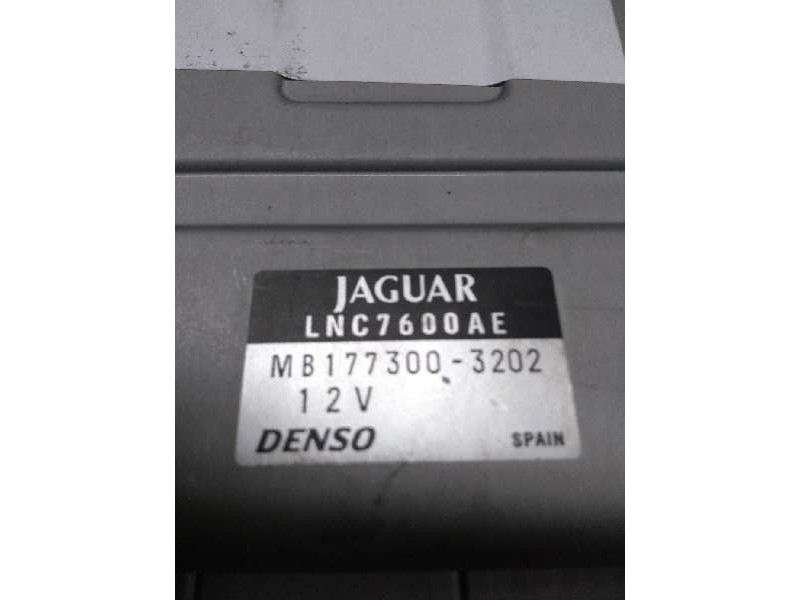 JAGUAR
LNC7600AE
MB177300-3202
12V
DENSO SPAIN